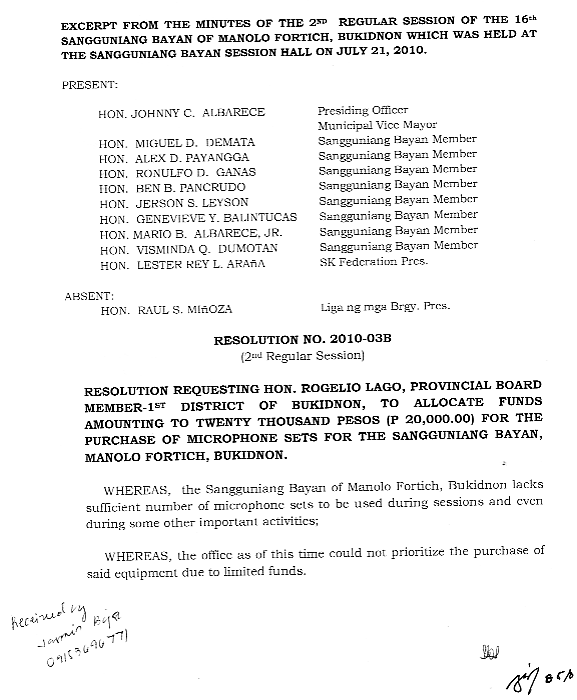 EXCERPT FROM THE MINUTES OF THE 2ND REGULAR SESSION OF THE 16th
SANGGUNIANG BAYAN OF MANOLO FORTICH, BUKIDNON WHICH WAS HELD AT
THE SANGGUNIANG BAYAN SESSION HALL ON JULY 21, 2010.
PRESENT:
HON. JOHNNY C. ALBARECE Presiding Officer
Municipal Vice Mayor
HON. MIGUEL D. DEMATA Sangguniang Bayan Member
HON. ALEX D. PAYANGGA Sangguniang Bayan Member
HON. RONULFO D. GANAS Sangguniang Bayan Member
HON. BEN B. PANCRUDO Sangguniang Bayan Member
HON. JERSON S. LEYSON Sangguniang Bayan Member
HON. GENEVIEVE Y. BALINTUCAS Sangguniang Bayan Member
HON. MARIO B. ALBARECE, JR. Sangguniang Bayan Member
HON. VISMINDA Q. DUMOTAN Sangguniang Bayan Member
HON. LESTER REY L. ARAñA SK Federation Pres.
ABSENT:
HON. RAUL S. MIñOZA Liga ng mga Brgy. Pres.
RESOLUTION NO. 2010-03B
(2nd Regular Session)
RESOLUTION REQUESTING HON. ROGELIO LAGO, PROVINCIAL BOARD
MEMBER-1ST DISTRICT OF BUKIDNON, TO ALLOCATE FUNDS
AMOUNTING TO TWENTY THOUSAND PESOS (P 20,000.00) FOR THE
PURCHASE OF MICROPHONE SETS FOR THE SANGGUNIANG BAYAN,
MANOLO FORTICH, BUKIDNON.
WHEREAS, the Sangguniang Bayan of Manolo Fortich, Bukidnon lacks
sufficient number of microphone sets to be used during sessions and even
during some other important activities;
WHEREAS, the office as of this time could not prioritize the purchase of
said equipment due to limited funds.
Received by
09153696771